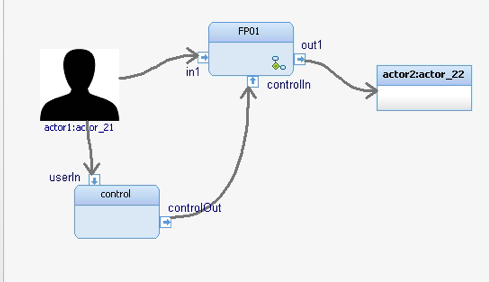 FP01
out1
in1
controlIn
actor2:actor_22
actor1:actor_21
userIn
control
controlOut